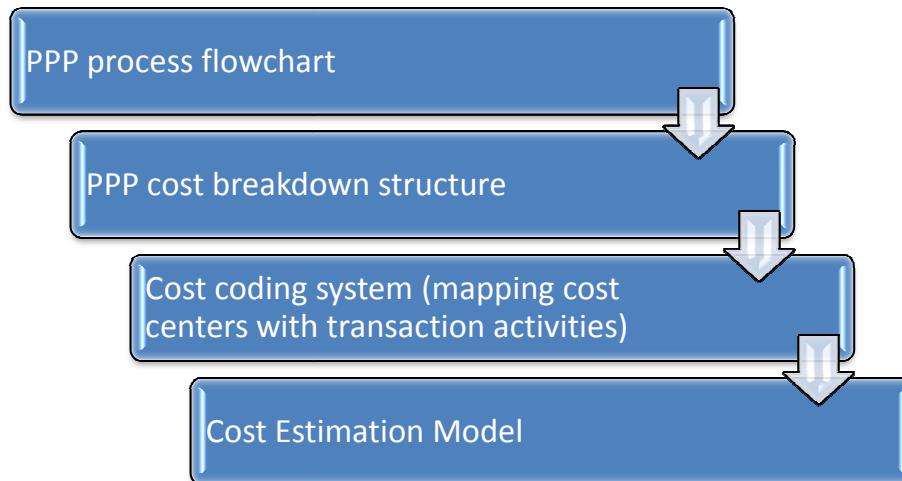 PPP process flowchart
PPP cost breakdown structure
Cost coding system (mapping cost
centers with transaction activities)
Cost Estimation Model